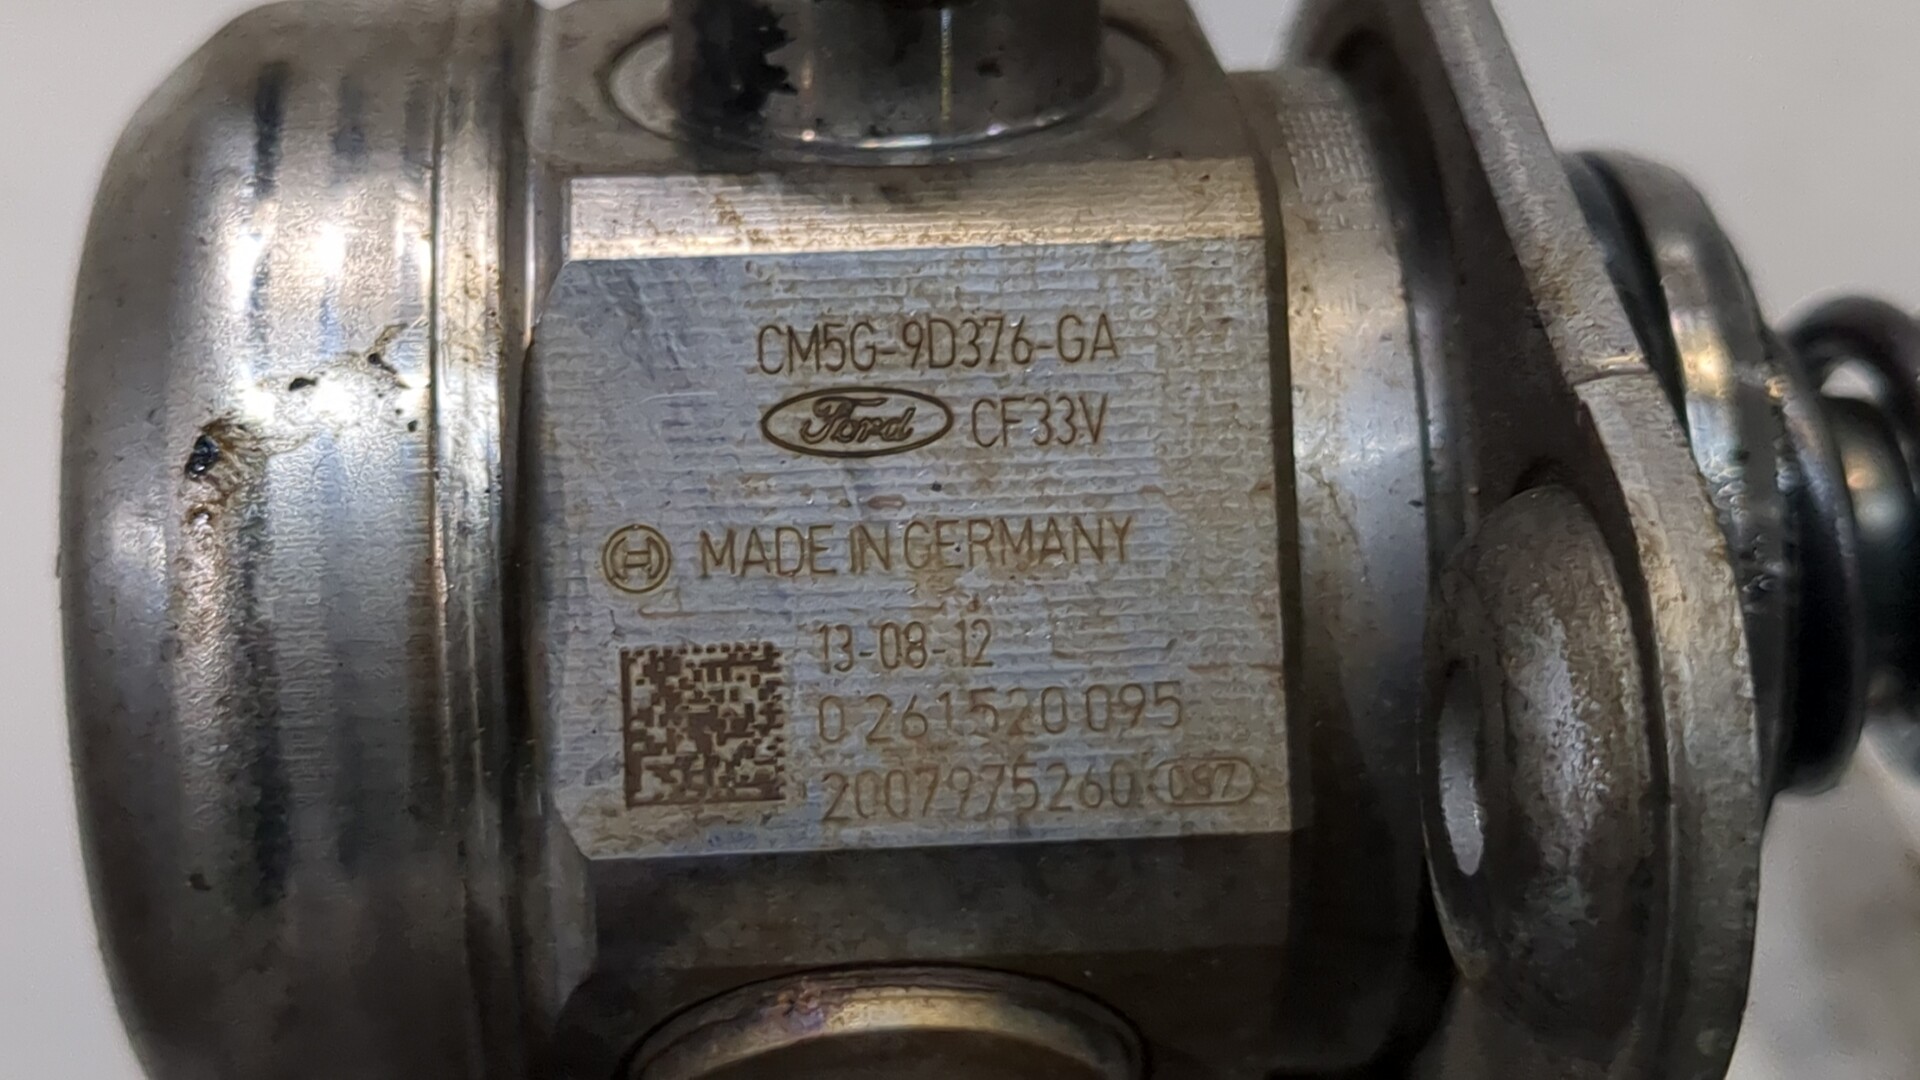 CM5G-9D376-GA
Ford CF33V
MADE IN GERMANY
13-08-12
0 261 520 095
2007975260 097